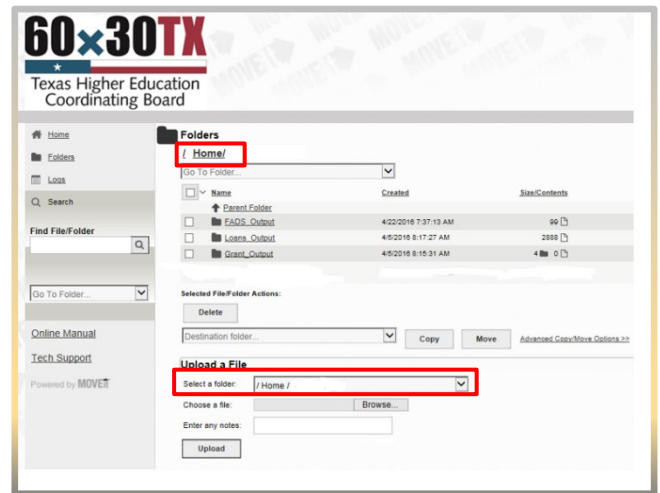 60x30TX
Texas Higher Education
Coordinating Board
Home
Folders
Logs
Search
Find File/Folder
Go To Folder...
Online Manual
Tech Support
Powered by MOVEit
Folders
/ Home/
Go To Folder...
Name Created Size/Contents
Parent Folder
FADS_Output 4/22/2016 7:37:13 AM 99
Loans_Output 4/5/2016 8:17:27 AM 2888
Grant_Output 4/5/2016 8:15:31 AM 4 0
Selected File/Folder Actions:
Delete
Destination folder... Copy Move Advanced Copy/Move Options >>
Upload a File
Select a folder: / Home /
Choose a file: Browse...
Enter any notes:
Upload